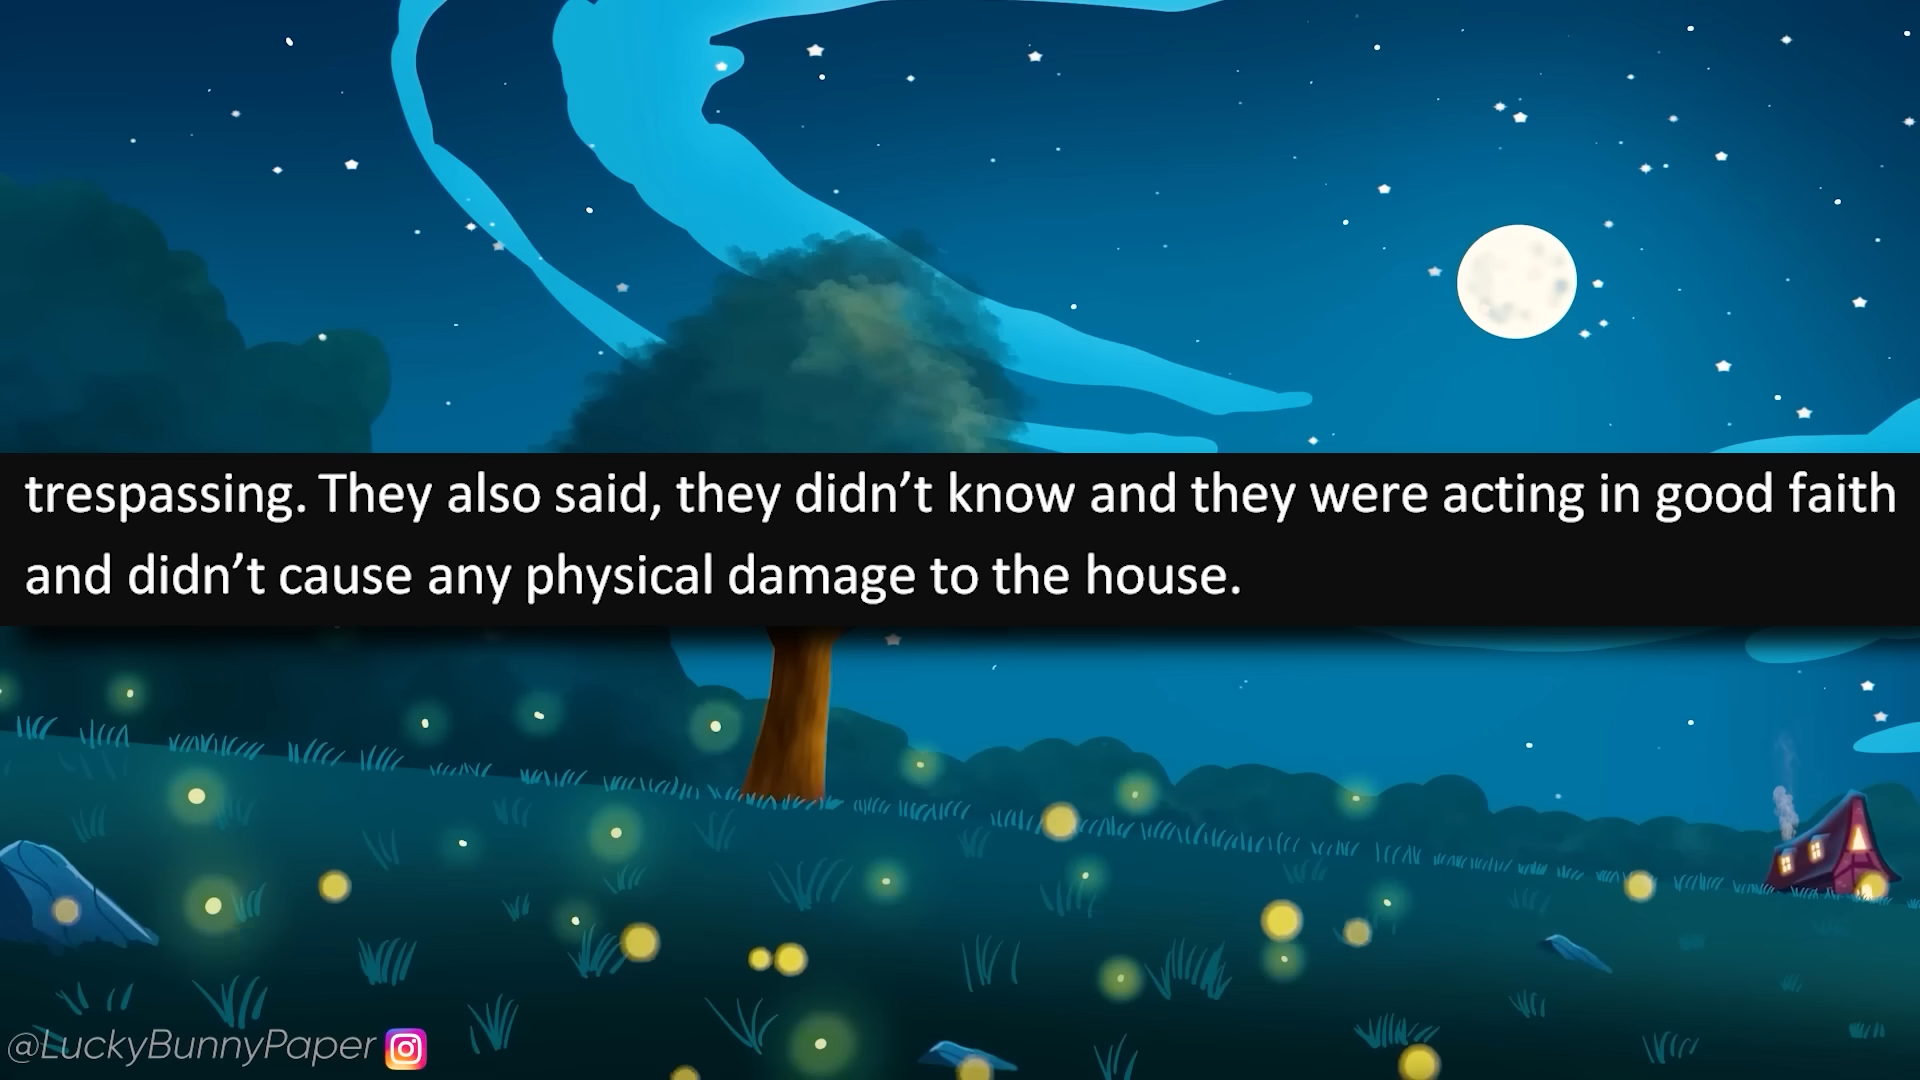 trespassing. They also said, they didn’t know and they were acting in good faith
and didn’t cause any physical damage to the house.
@LuckyBunnyPaper